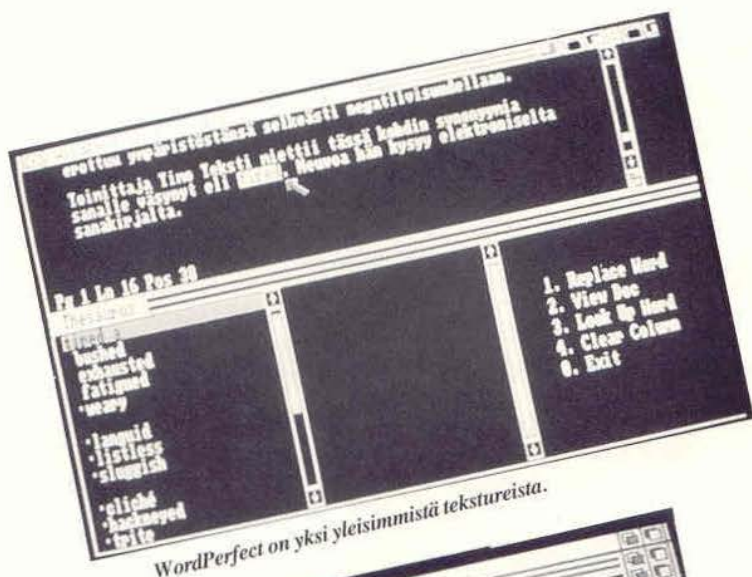 erottuu ympäristöstänsä selkeästi negatiivisuudellaan.
Toimittaja Timo Teksti miettii tässä kohdin synonyymia
sanalle väsynyt eli tired. Neuvoa hän kysyy elektroniselta
sanakirjalta.
Pg 1 Ln 16 Pos 30
Thesaurus
1. Replace Word
2. View Doc
3. Look Up Word
4. Clear Column
0. Exit
bushed
exhausted
fatigued
·weary
·languid
·listless
·sluggish
·cliché
·hackneyed
·trite
WordPerfect on yksi yleisimmistä tekstureista.